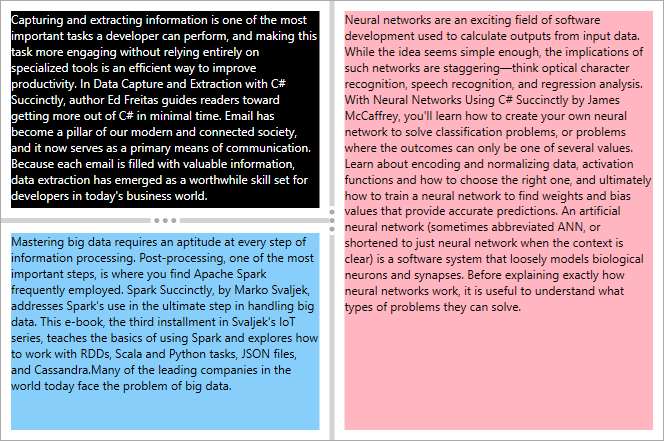 Capturing and extracting information is one of the most
important tasks a developer can perform, and making this
task more engaging without relying entirely on
specialized tools is an efficient way to improve
productivity. In Data Capture and Extraction with C#
Succinctly, author Ed Freitas guides readers toward
getting more out of C# in minimal time. Email has
become a pillar of our modern and connected society,
and it now serves as a primary means of communication.
Because each email is filled with valuable information,
data extraction has emerged as a worthwhile skill set for
developers in today's business world.
Mastering big data requires an aptitude at every step of
information processing. Post-processing, one of the most
important steps, is where you find Apache Spark
frequently employed. Spark Succinctly, by Marko Svaljek,
addresses Spark's use in the ultimate step in handling big
data. This e-book, the third installment in Svaljek's IoT
series, teaches the basics of using Spark and explores how
to work with RDDs, Scala and Python tasks, JSON files,
and Cassandra.Many of the leading companies in the
world today face the problem of big data.
Neural networks are an exciting field of software
development used to calculate outputs from input data.
While the idea seems simple enough, the implications of
such networks are staggering—think optical character
recognition, speech recognition, and regression analysis.
With Neural Networks Using C# Succinctly by James
McCaffrey, you'll learn how to create your own neural
network to solve classification problems, or problems
where the outcomes can only be one of several values.
Learn about encoding and normalizing data, activation
functions and how to choose the right one, and ultimately
how to train a neural network to find weights and bias
values that provide accurate predictions. An artificial
neural network (sometimes abbreviated ANN, or
shortened to just neural network when the context is
clear) is a software system that loosely models biological
neurons and synapses. Before explaining exactly how
neural networks work, it is useful to understand what
types of problems they can solve.